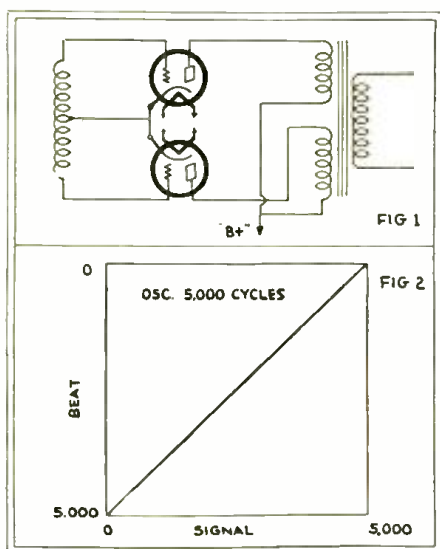 "B+"
FIG 1
0
FIG 2
OSC. 5,000 CYCLES
BEAT
5.000
0
SIGNAL
5,000